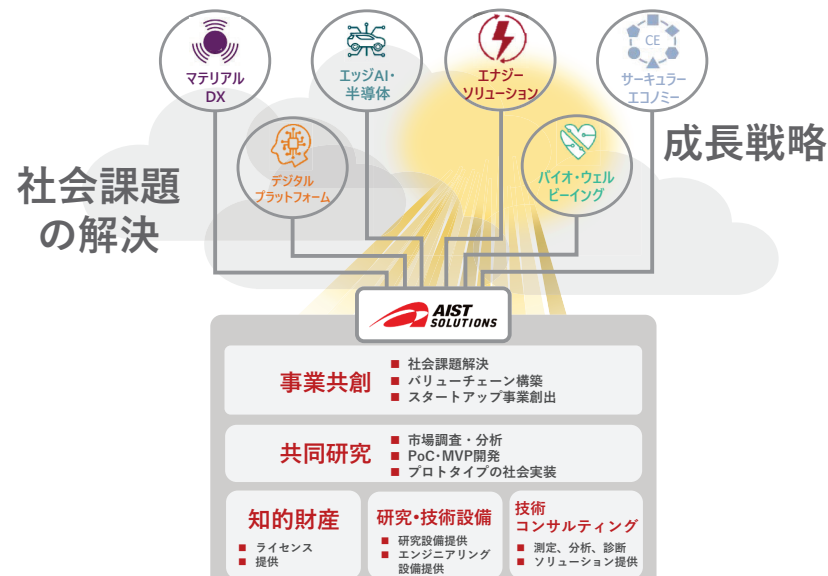 マテリアル
DX
エッジAI・
半導体
エナジー
ソリューション
CE
サーキュラー
エコノミー
デジタル
プラットフォーム
バイオ・ウェル
ビーイング
社会課題
の解決
成長戦略
AIST
SOLUTIONS
事業共創
■ 社会課題解決
■ バリューチェーン構築
■ スタートアップ事業創出
共同研究
■ 市場調査・分析
■ PoC・MVP開発
■ プロトタイプの社会実装
知的財産
■ ライセンス
■ 提供
研究・技術設備
■ 研究設備提供
■ エンジニアリング
設備提供
技術
コンサルティング
■ 測定、分析、診断
■ ソリューション提供